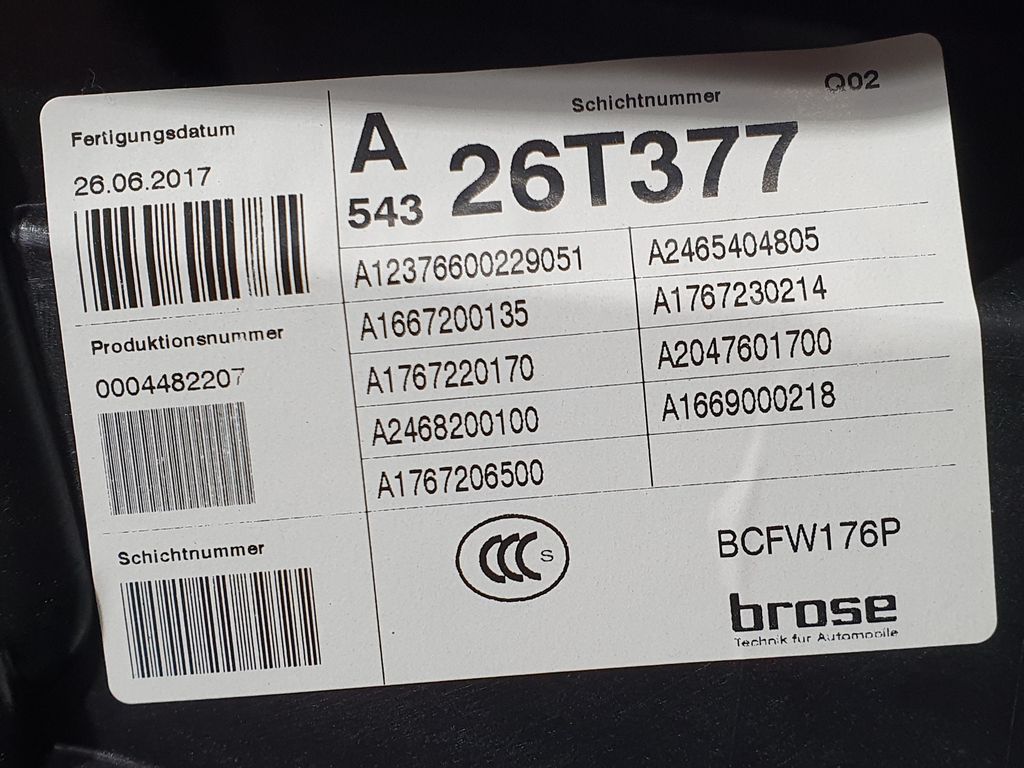 Fertigungsdatum
26.06.2017
Produktionsnummer
0004482207
Schichtnummer
Schichtnummer
Q02
A
543
26T377
A12376600229051
A2465404805
A1667200135
A1767230214
A1767220170
A2047601700
A2468200100
A1669000218
A1767206500
CCC S
BCFW176P
brose
Technik für Automobile